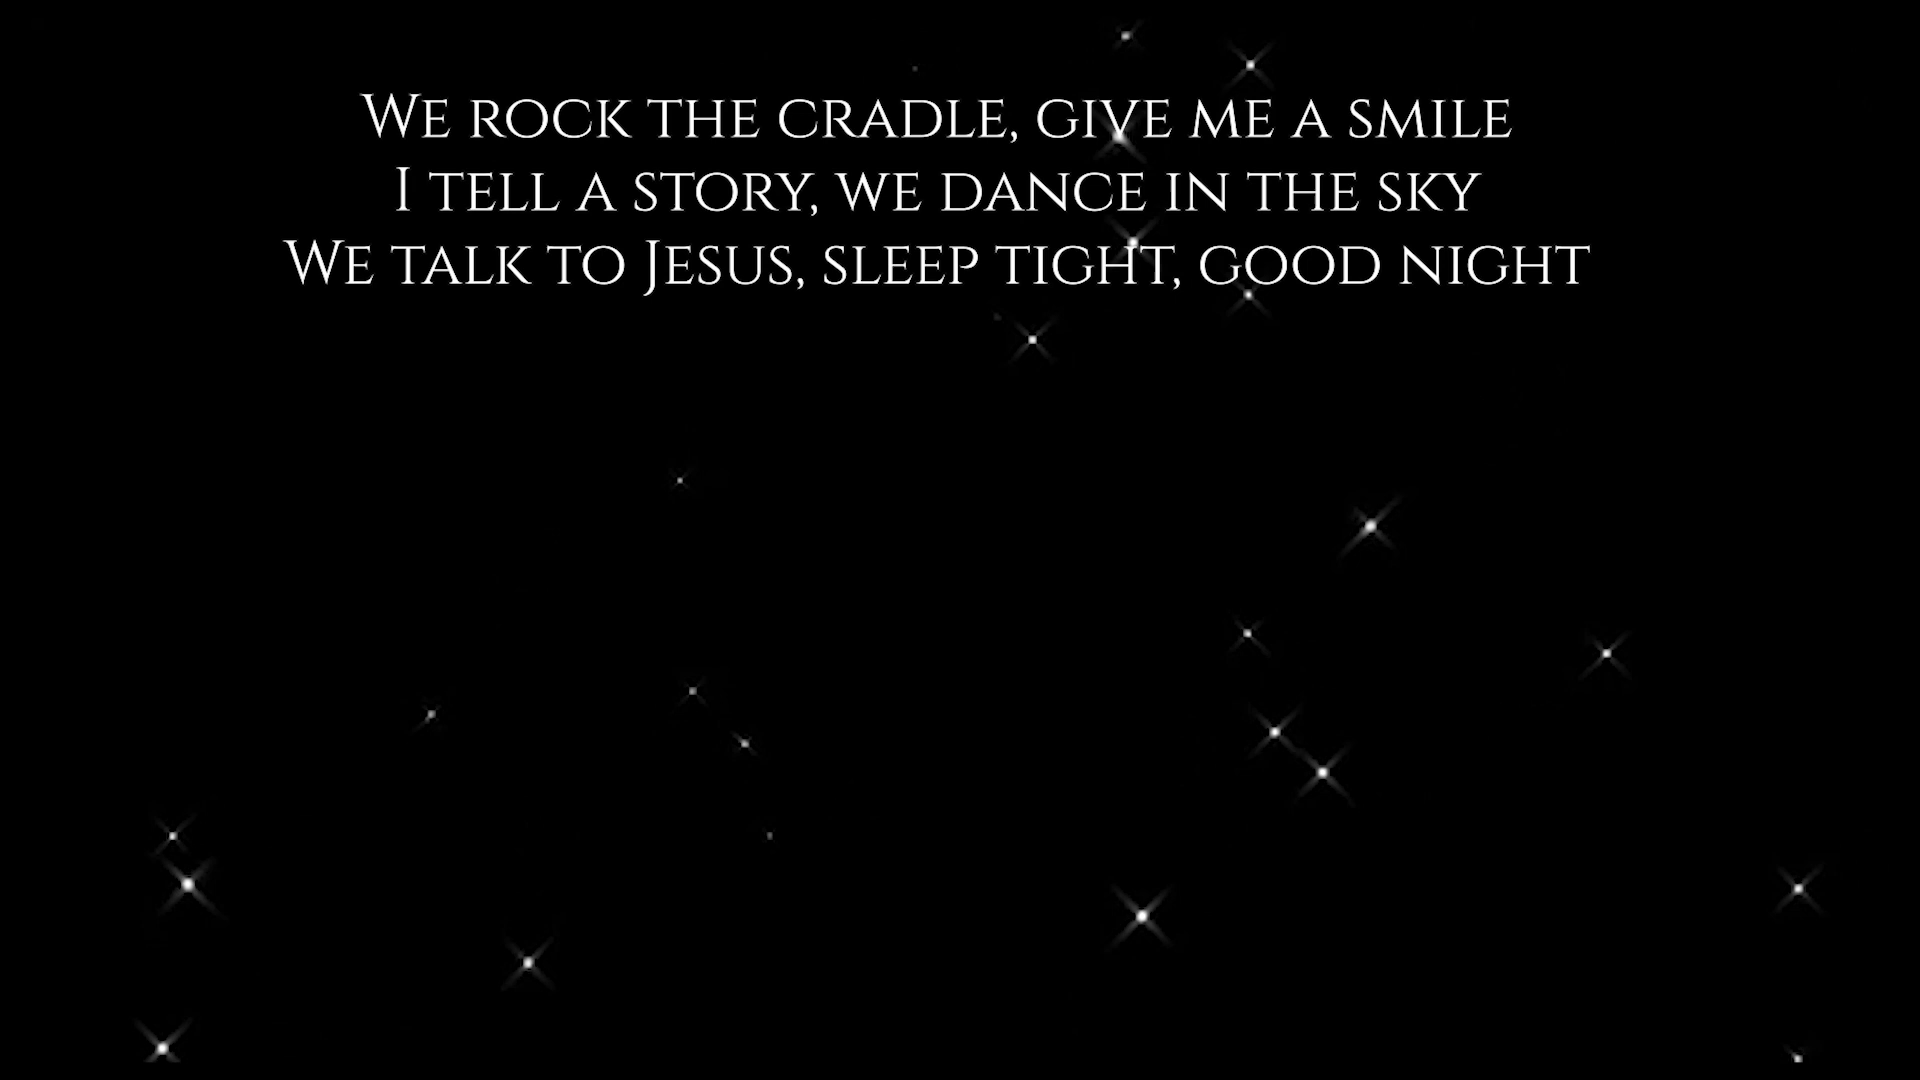 We rock the cradle, give me a smile
I tell a story, we dance in the sky
We talk to Jesus, sleep tight, good night